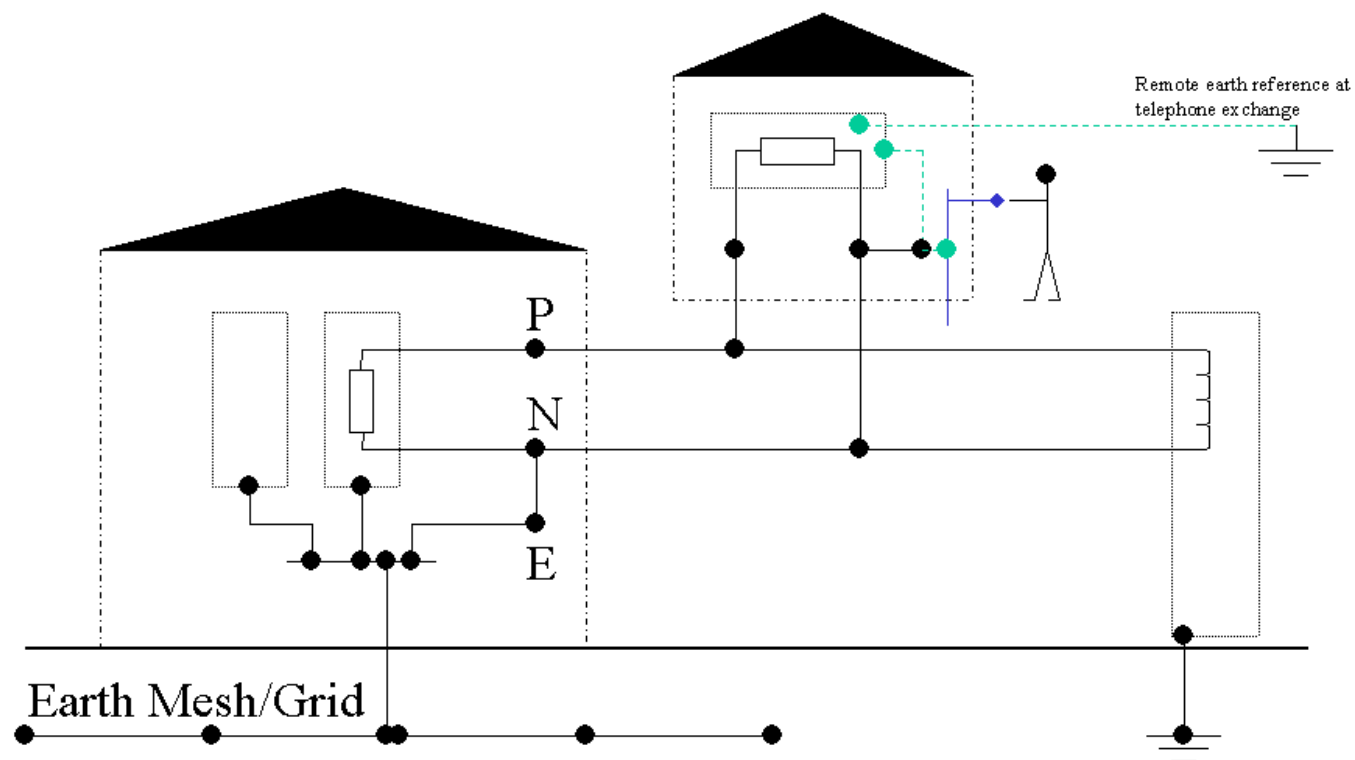 Remote earth reference at
telephone exchange
P
N
E
Earth Mesh/Grid